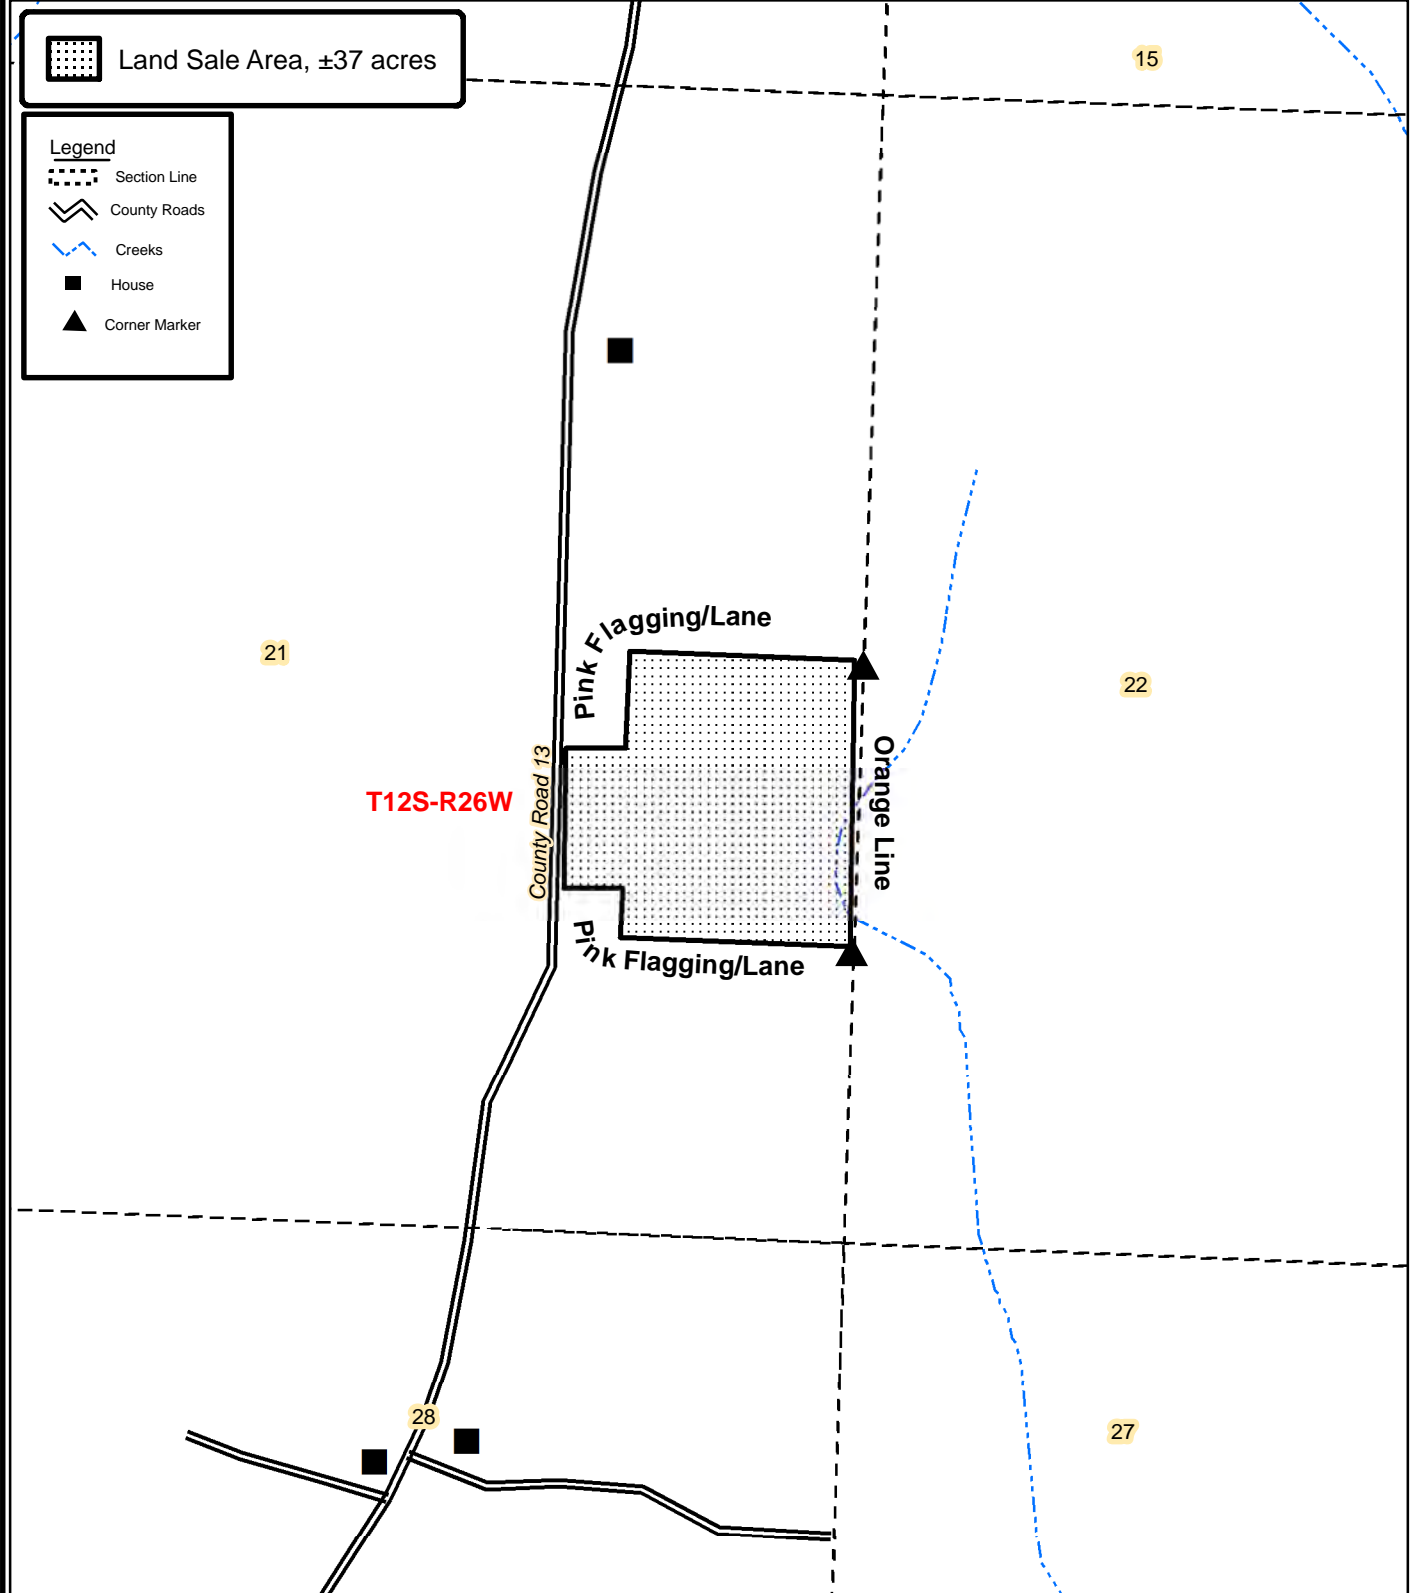 Land Sale Area, ±37 acres
15
Legend
Section Line
County Roads
Creeks
House
Corner Marker
Pink Flagging/Lane
21
22
Orange Line
County Road 13
T12S-R26W
Pink Flagging/Lane
28
27